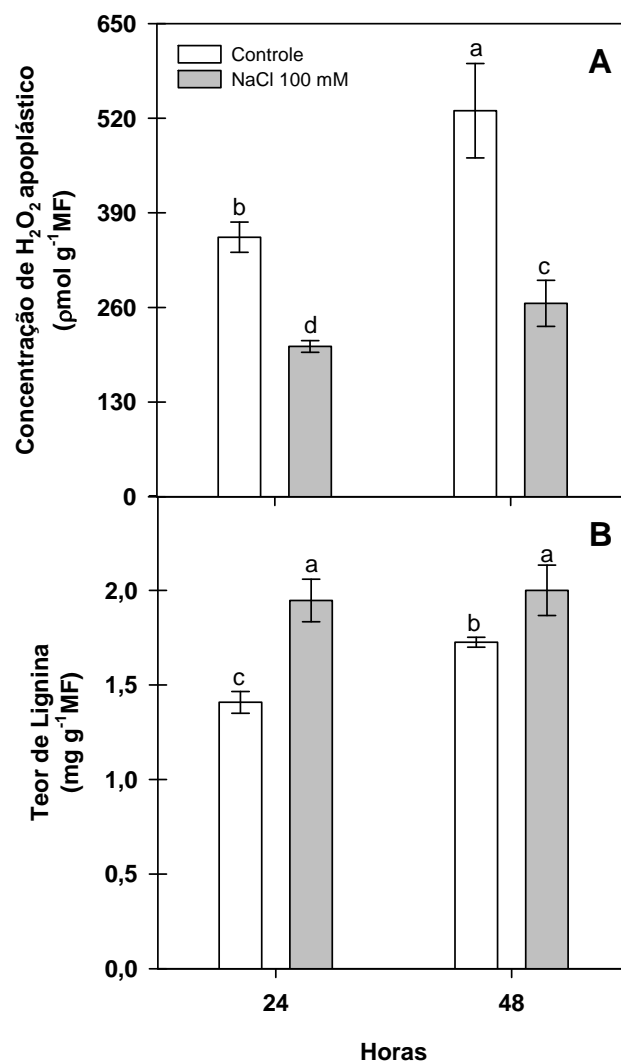 650
520
390
260
130
0
Concentração de H₂O₂ apoplástico
(ρmol g⁻¹MF)
Controle
NaCl 100 mM
A
b
d
a
c
2,0
1,5
1,0
0,5
0,0
Teor de Lignina
(mg g⁻¹MF)
B
c
a
b
a
24
48
Horas